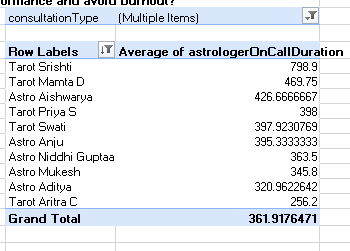 ormance and avoid burnout?
consultationType (Multiple Items)
Row Labels Average of astrologerOnCallDuration
Tarot Srishti 798.9
Tarot Mamta D 469.75
Astro Aishwarya 426.6666667
Tarot Priya S 398
Tarot Swati 397.9230769
Astro Anju 395.3333333
Astro Niddhi Guptaa 363.5
Astro Mukesh 345.8
Astro Aditya 320.9622642
Tarot Aritra C 256.2
Grand Total 361.9176471